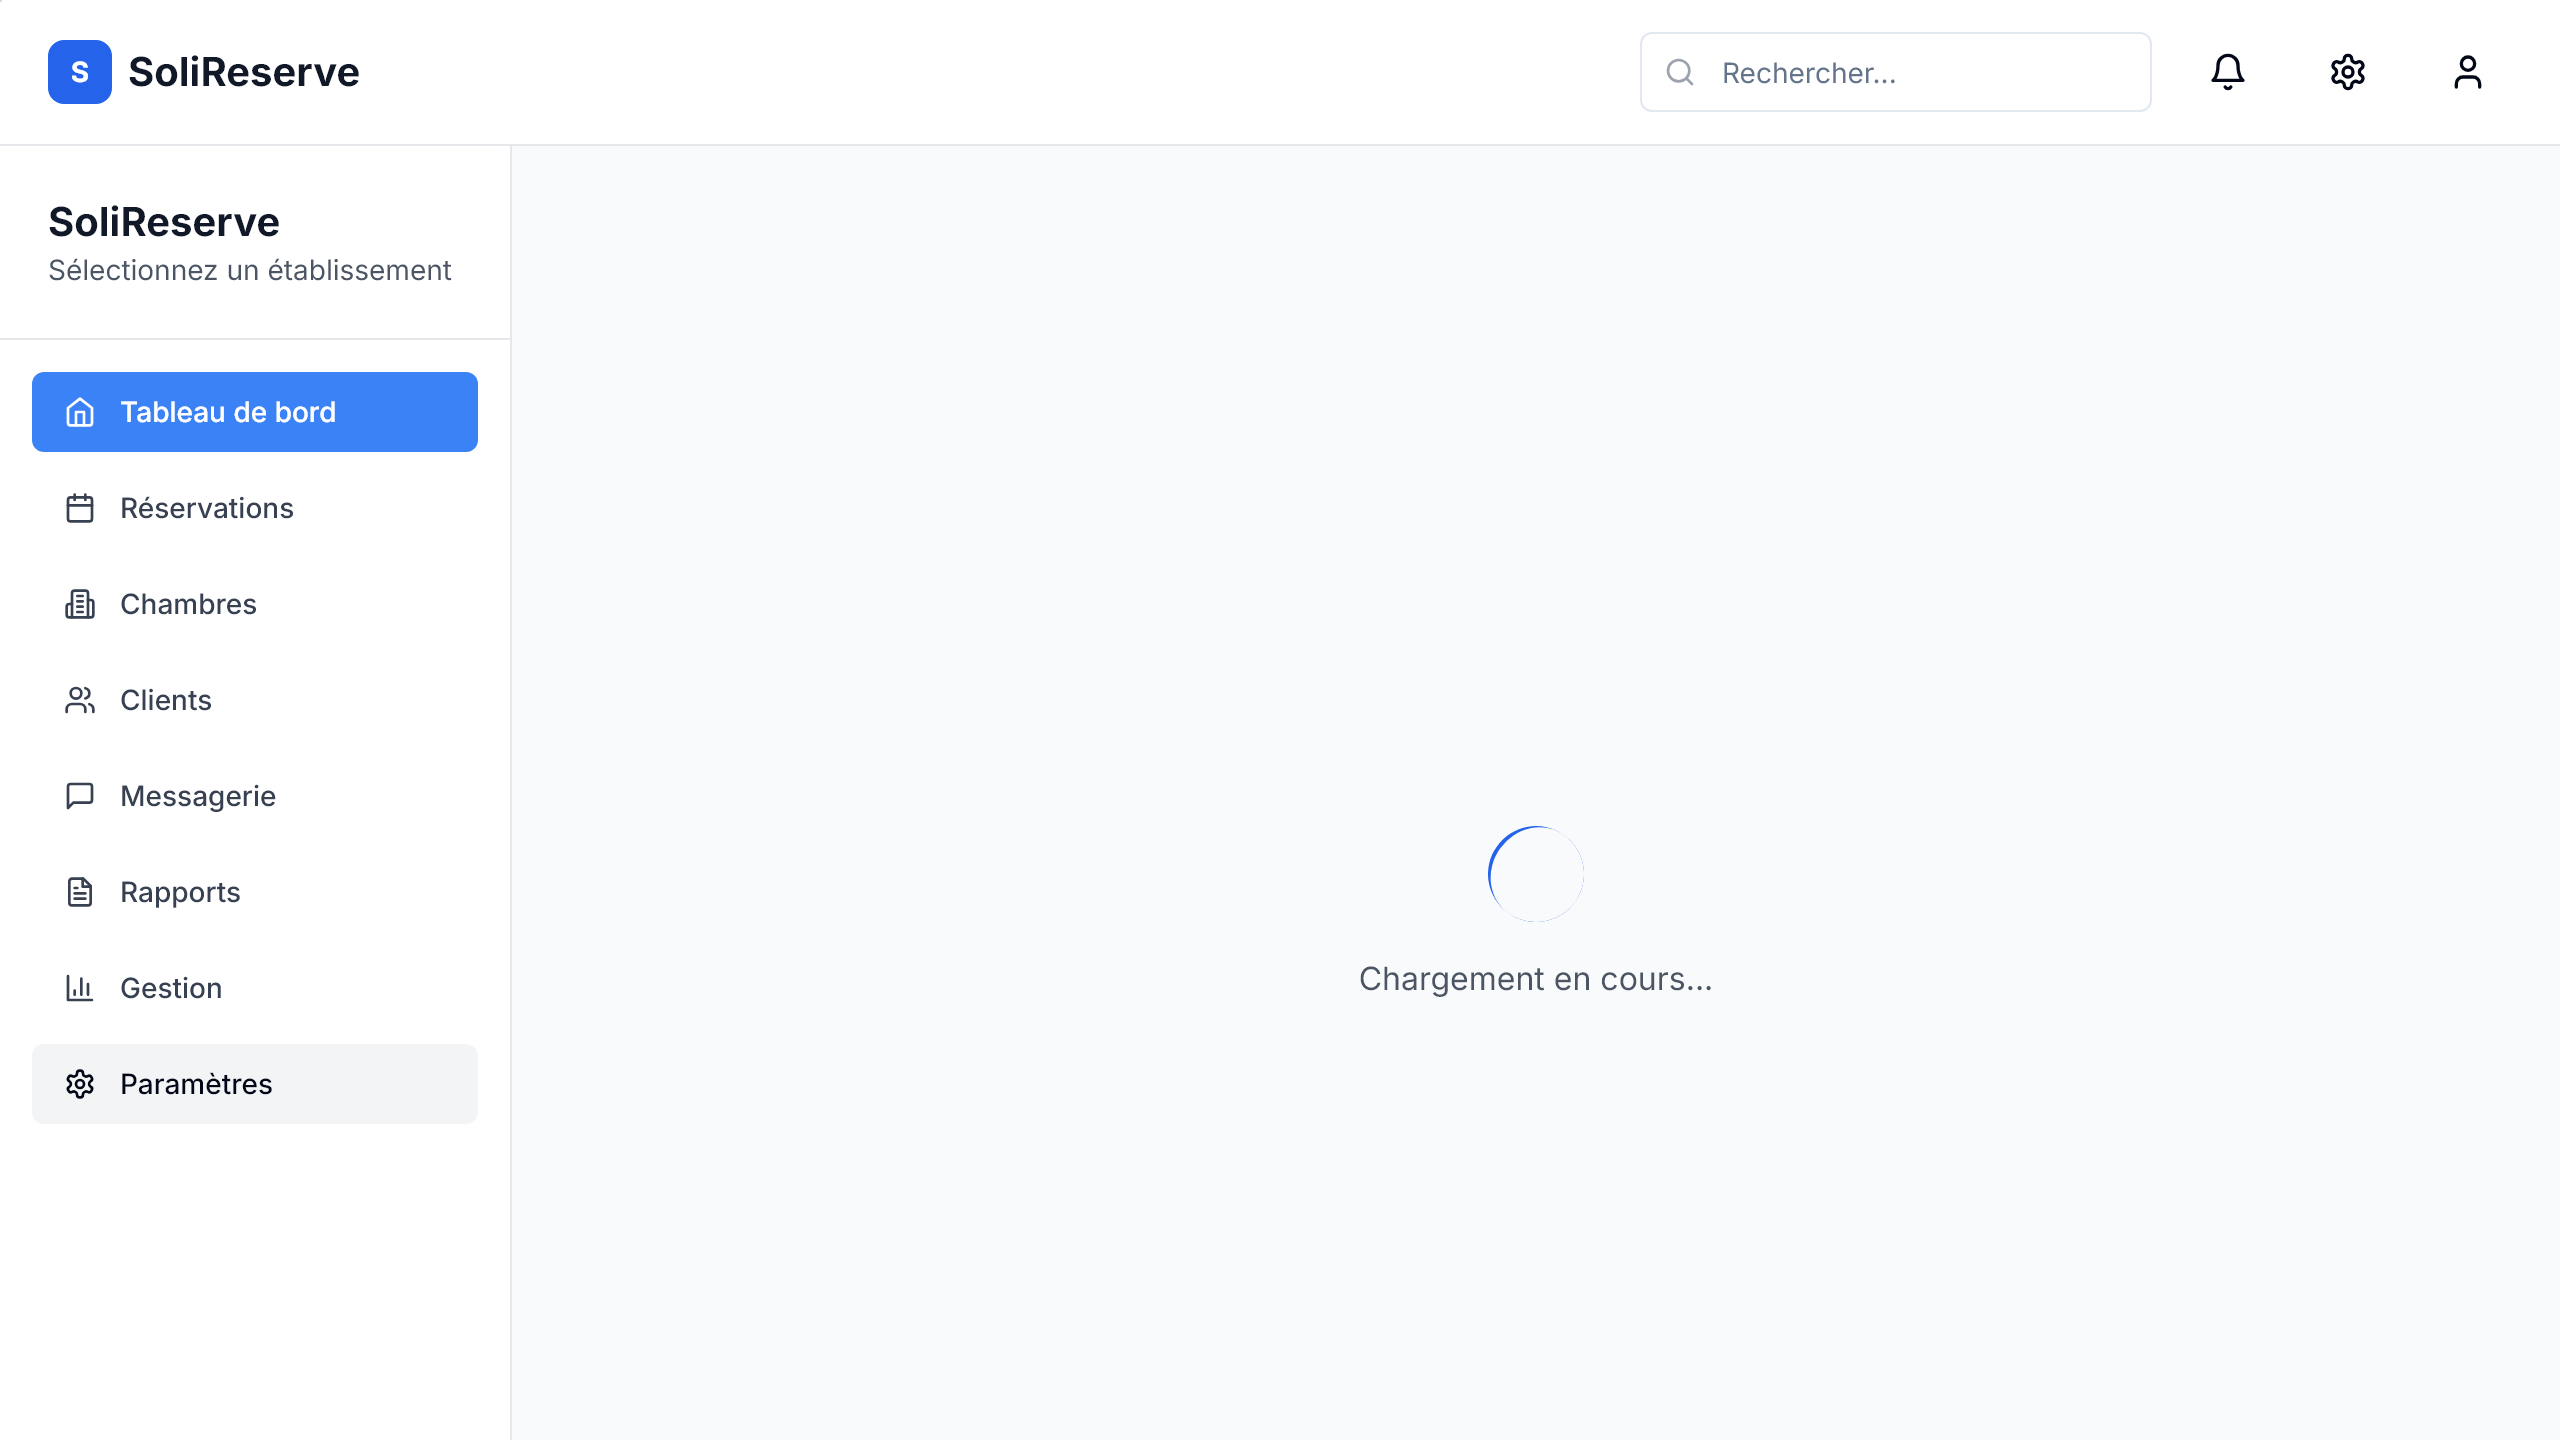 S SoliReserve
Rechercher...
SoliReserve
Sélectionnez un établissement
Tableau de bord
Réservations
Chambres
Clients
Messagerie
Rapports
Gestion
Paramètres
Chargement en cours...